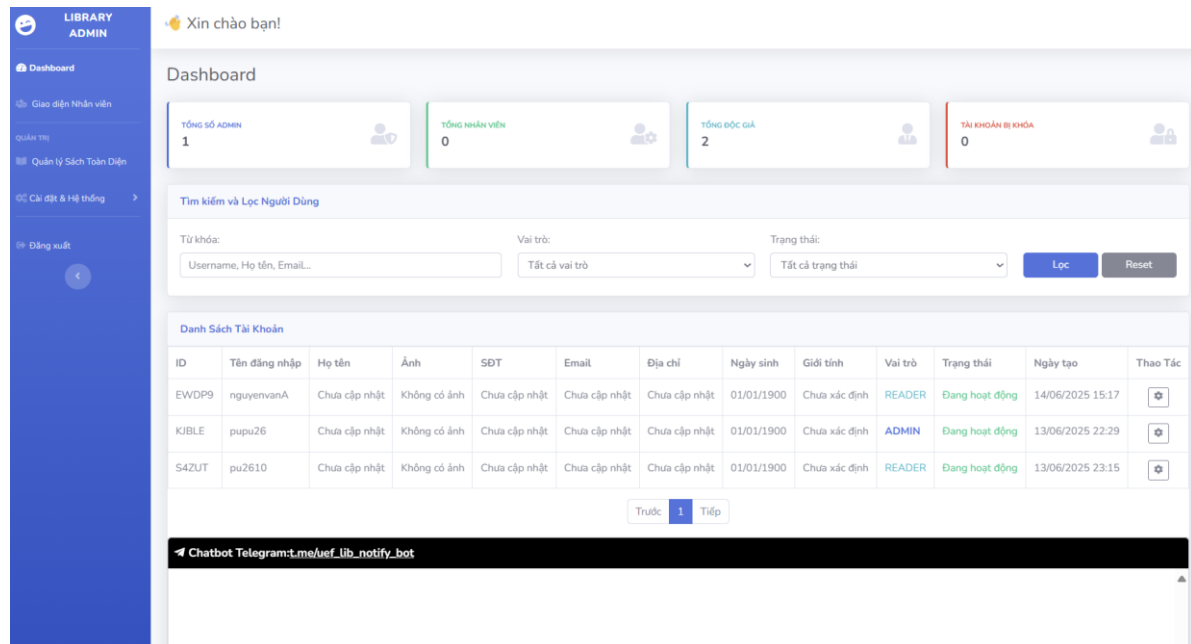 LIBRARY
ADMIN
Xin chào bạn!
Dashboard
Giao diện Nhân viên
QUẢN TRỊ
Quản lý Sách Toàn Diện
Cài đặt & Hệ thống
Đăng xuất
Dashboard
TỔNG SỐ ADMIN
1
TỔNG NHÂN VIÊN
0
TỔNG ĐỘC GIẢ
2
TÀI KHOẢN BỊ KHÓA
0
Tìm kiếm và Lọc Người Dùng
Từ khóa: Vai trò: Trạng thái:
Username, Họ tên, Email... Tất cả vai trò Tất cả trạng thái Lọc Reset
Danh Sách Tài Khoản
ID Tên đăng nhập Họ tên Ảnh SĐT Email Địa chỉ Ngày sinh Giới tính Vai trò Trạng thái Ngày tạo Thao Tác
EWDP9 nguyenvanA Chưa cập nhật Không có ảnh Chưa cập nhật Chưa cập nhật Chưa cập nhật 01/01/1900 Chưa xác định READER Đang hoạt động 14/06/2025 15:17
KJBLE pupu26 Chưa cập nhật Không có ảnh Chưa cập nhật Chưa cập nhật Chưa cập nhật 01/01/1900 Chưa xác định ADMIN Đang hoạt động 13/06/2025 22:29
S4ZUT pu2610 Chưa cập nhật Không có ảnh Chưa cập nhật Chưa cập nhật Chưa cập nhật 01/01/1900 Chưa xác định READER Đang hoạt động 13/06/2025 23:15
Trước 1 Tiếp
Chatbot Telegram:t.me/uef_lib_notify_bot